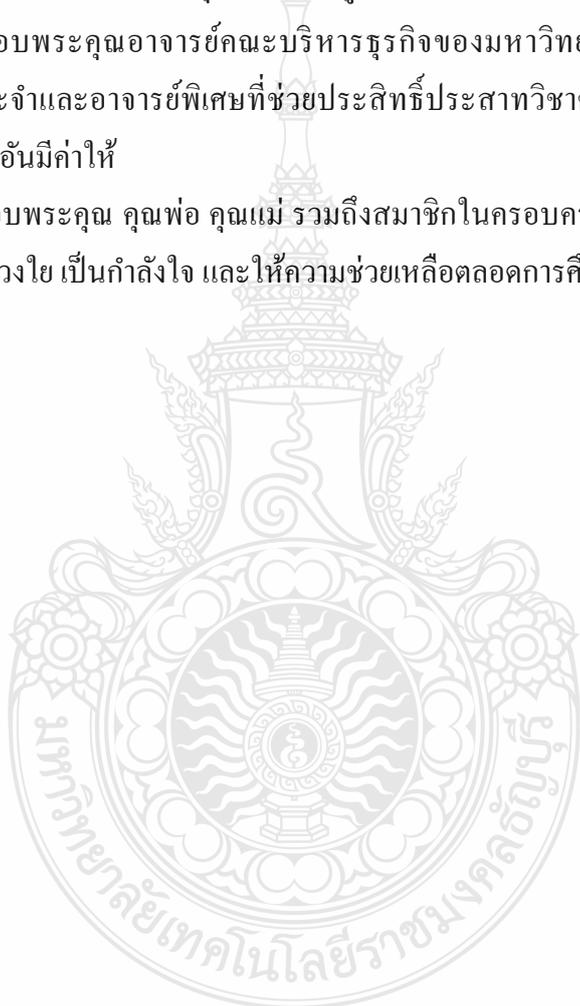 อบพระคุณอาจารย์คณะบริหารธุรกิจของมหาวิทย
ะจำและอาจารย์พิเศษที่ช่วยประสิทธิ์ประสาทวิชา
อันมีค่าให้
บพระคุณ คุณพ่อ คุณแม่ รวมถึงสมาชิกในครอบค
วงใย เป็นกำลังใจ และให้ความช่วยเหลือตลอดการศึ
มหาวิทยาลัยเทคโนโลยีราชมงคลธัญบุรี